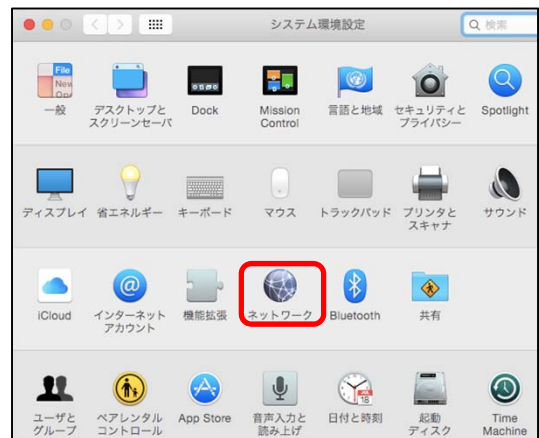 システム環境設定
検索
File
New
Ope
一般
デスクトップと
スクリーンセーバ
Dock
Mission
Control
言語と地域
セキュリティと
プライバシー
Spotlight
ディスプレイ
省エネルギー
キーボード
マウス
トラックパッド
プリンタと
スキャナ
サウンド
iCloud
インターネット
アカウント
機能拡張
ネットワーク
Bluetooth
共有
ユーザと
グループ
ペアレンタル
コントロール
App Store
音声入力と
読み上げ
18
日付と時刻
起動
ディスク
Time
Machine